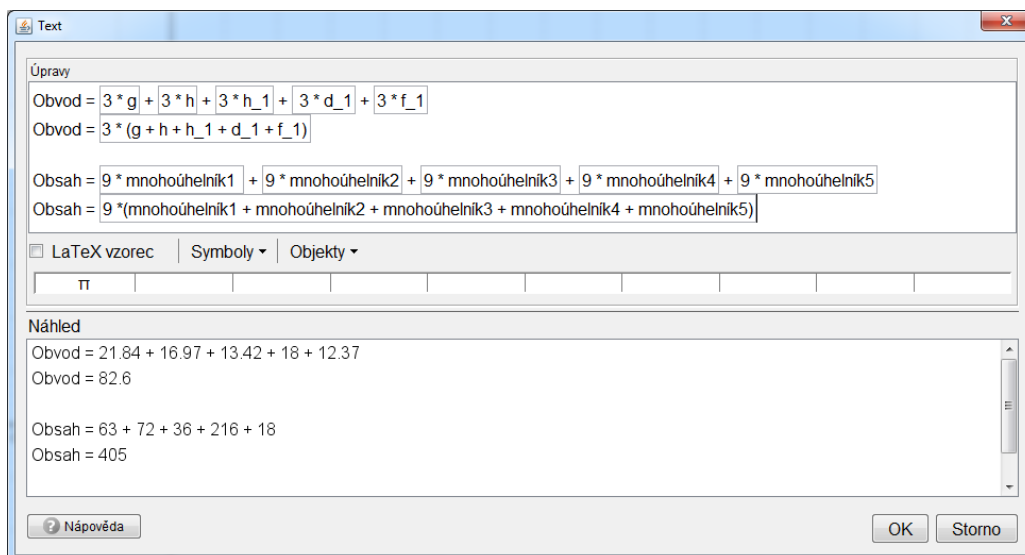 Text
Úpravy
Obvod = 3 * g + 3 * h + 3 * h_1 + 3 * d_1 + 3 * f_1
Obvod = 3 * (g + h + h_1 + d_1 + f_1)
Obsah = 9 * mnohoúhelník1 + 9 * mnohoúhelník2 + 9 * mnohoúhelník3 + 9 * mnohoúhelník4 + 9 * mnohoúhelník5
Obsah = 9 *(mnohoúhelník1 + mnohoúhelník2 + mnohoúhelník3 + mnohoúhelník4 + mnohoúhelník5)
LaTeX vzorec Symboly Objekty
π
Náhled
Obvod = 21.84 + 16.97 + 13.42 + 18 + 12.37
Obvod = 82.6
Obsah = 63 + 72 + 36 + 216 + 18
Obsah = 405
Nápověda OK Storno